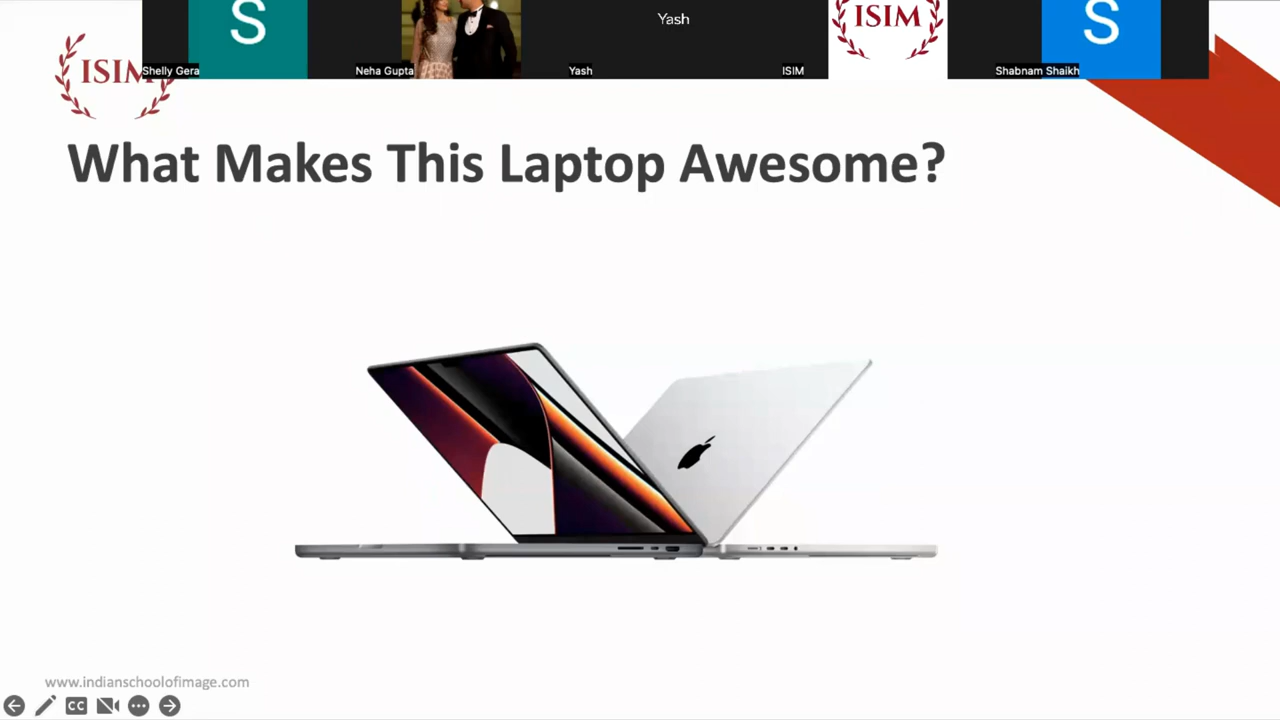 S
Yash
ISIM
S
Shelly Gera
Neha Gupta
Yash
ISIM
Shabnam Shaikh
ISIM
What Makes This Laptop Awesome?
www.indianschoolofimage.com
CC